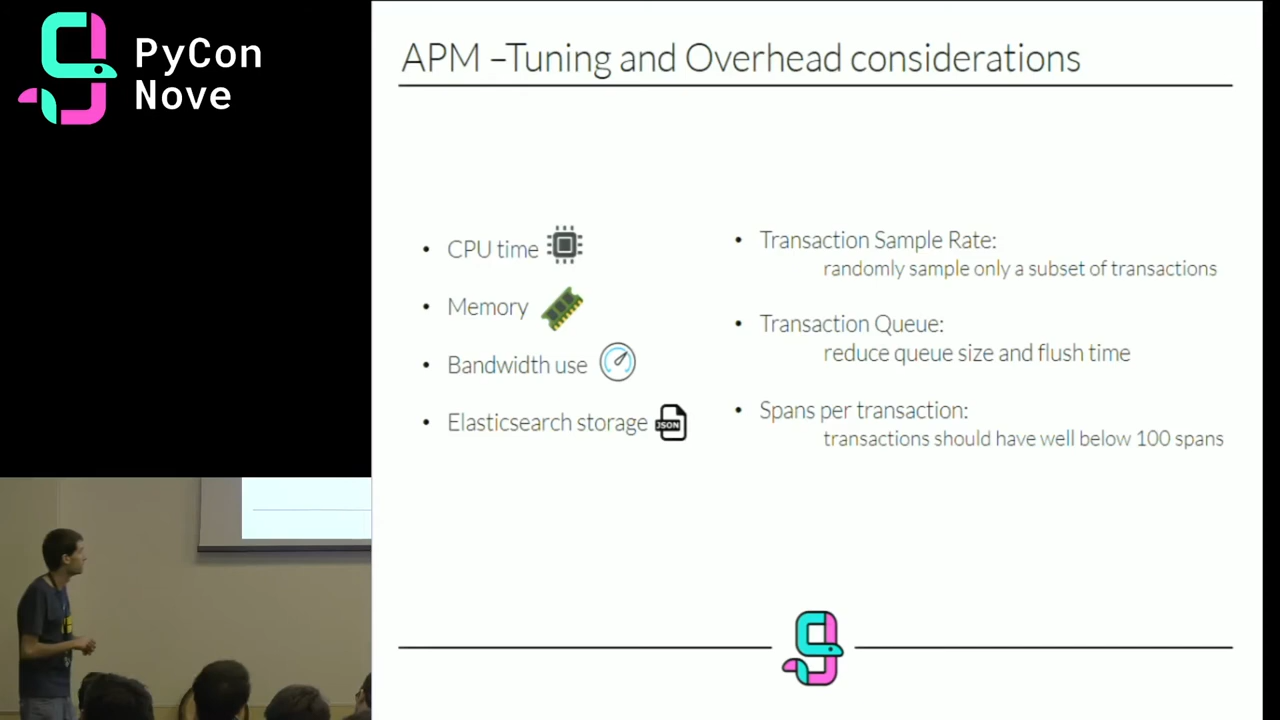 PyCon
Nove
APM –Tuning and Overhead considerations
• CPU time
• Memory
• Bandwidth use
• Elasticsearch storage
JSON
• Transaction Sample Rate:
randomly sample only a subset of transactions
• Transaction Queue:
reduce queue size and flush time
• Spans per transaction:
transactions should have well below 100 spans